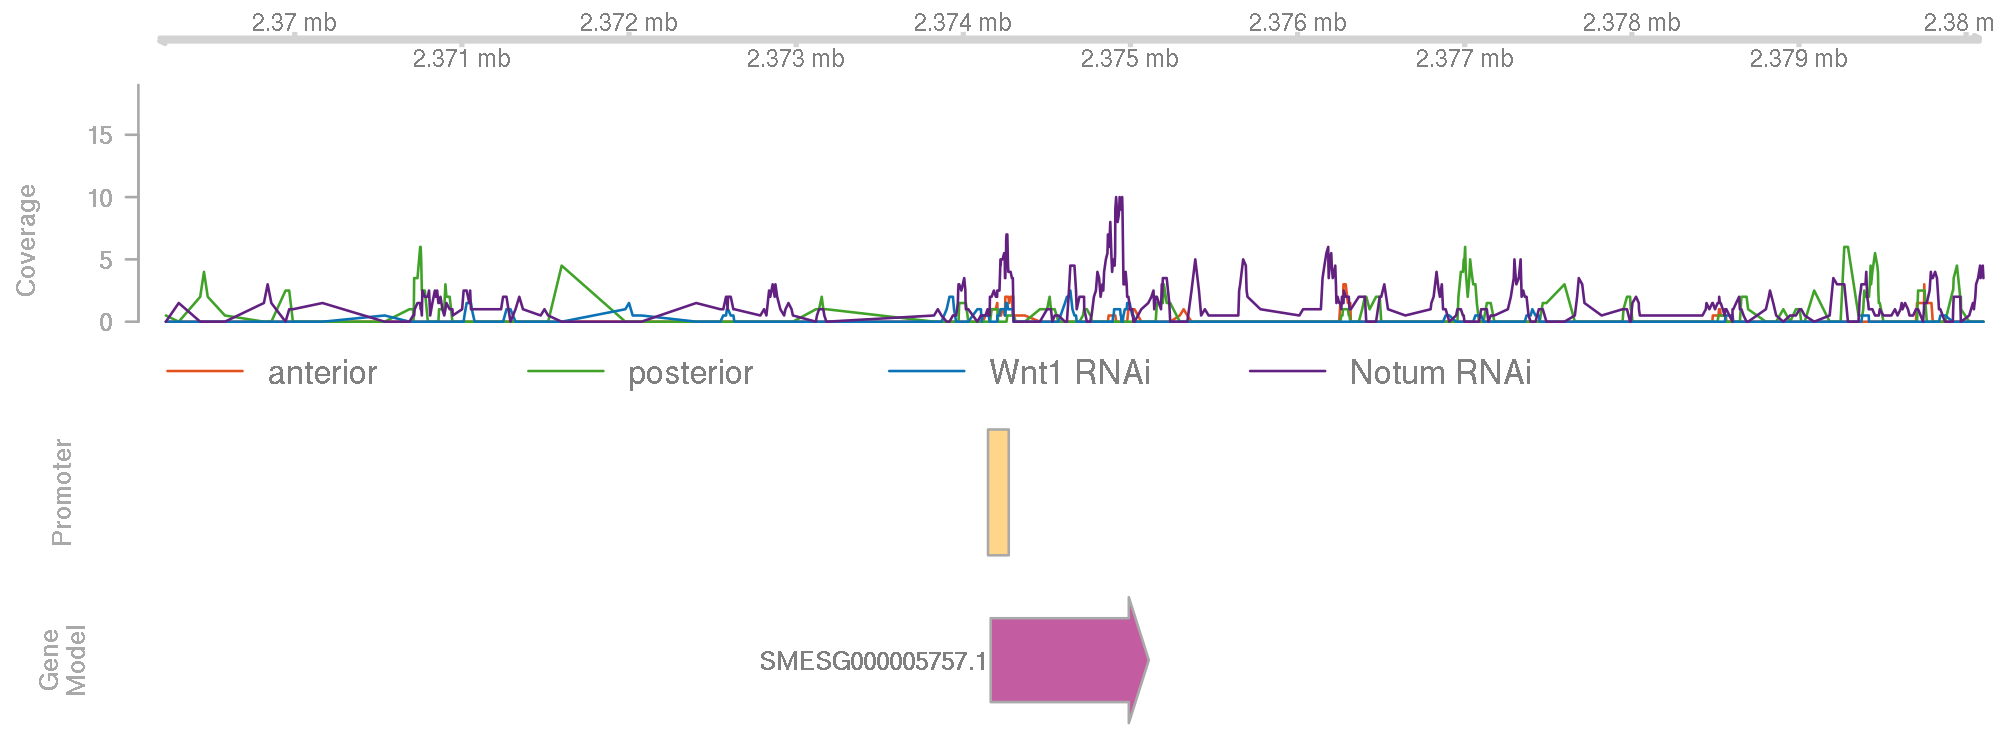 2.37 mb 2.372 mb 2.374 mb 2.376 mb 2.378 mb 2.38 m
2.371 mb 2.373 mb 2.375 mb 2.377 mb 2.379 mb
Coverage
15
10
5
0
anterior posterior Wnt1 RNAi Notum RNAi
Promoter
Gene
Model
SMESG000005757.1